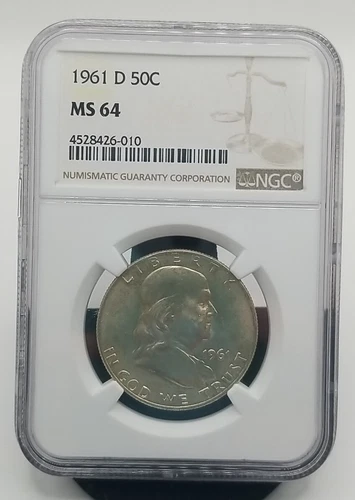 1961 D 50C
MS 64
4528426-010
NUMISMATIC GUARANTY CORPORATION
NGC®
LIBERTY
1961
IN GOD WE TRUST